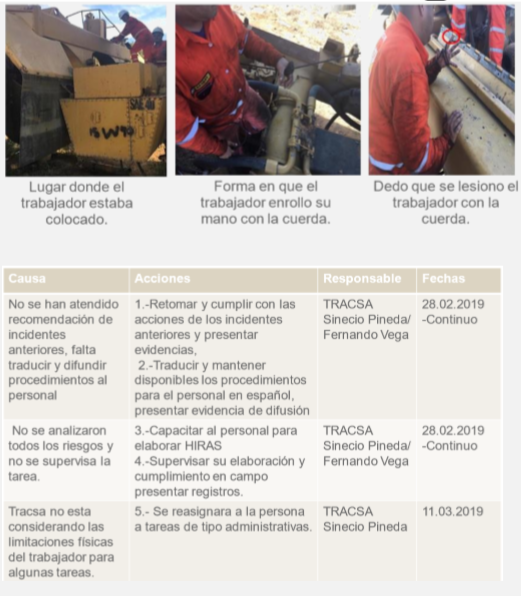 Lugar donde el
trabajador estaba
colocado.
Forma en que el
trabajador enrollo su
mano con la cuerda.
Dedo que se lesiono el
trabajador con la
cuerda.
Causa Acciones Responsable Fechas
No se han atendido
recomendación de
incidentes
anteriores, falta
traducir y difundir
procedimientos al
personal
1.-Retomar y cumplir con las
acciones de los incidentes
anteriores y presentar
evidencias,
2.-Traducir y mantener
disponibles los procedimientos
para el personal en español,
presentar evidencia de difusión
TRACSA
Sinecio Pineda/
Fernando Vega
28.02.2019
-Continuo
No se analizaron
todos los riesgos y
no se supervisa la
tarea.
3.-Capacitar al personal para
elaborar HIRAS
4.-Supervisar su elaboración y
cumplimiento en campo
presentar registros.
TRACSA
Sinecio Pineda/
Fernando Vega
28.02.2019
-Continuo
Tracsa no esta
considerando las
limitaciones físicas
del trabajador para
algunas tareas.
5.- Se reasignara a la persona
a tareas de tipo administrativas.
TRACSA
Sinecio Pineda
11.03.2019